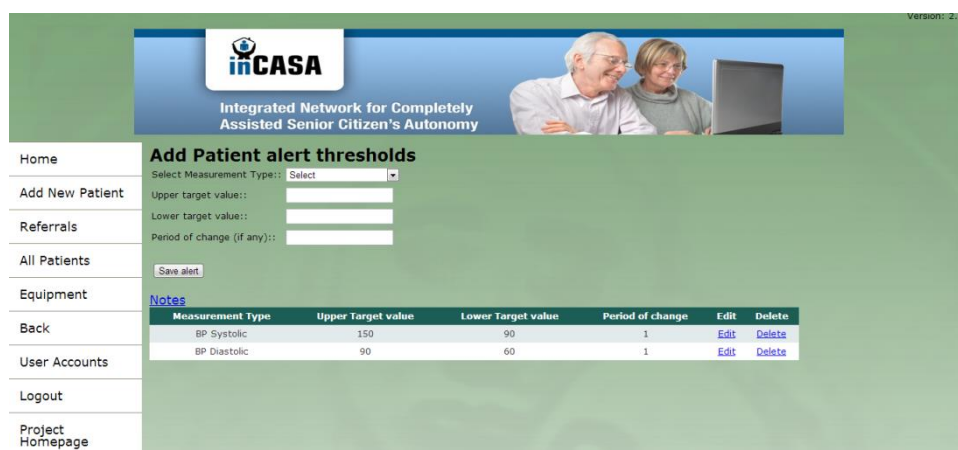 Version: 2.
inCASA
Integrated Network for Completely
Assisted Senior Citizen's Autonomy
Home
Add New Patient
Referrals
All Patients
Equipment
Back
User Accounts
Logout
Project
Homepage
Add Patient alert thresholds
Select Measurement Type:: Select
Upper target value::
Lower target value::
Period of change (if any)::
Save alert
Notes
Measurement Type Upper Target value Lower Target value Period of change Edit Delete
BP Systolic 150 90 1 Edit Delete
BP Diastolic 90 60 1 Edit Delete